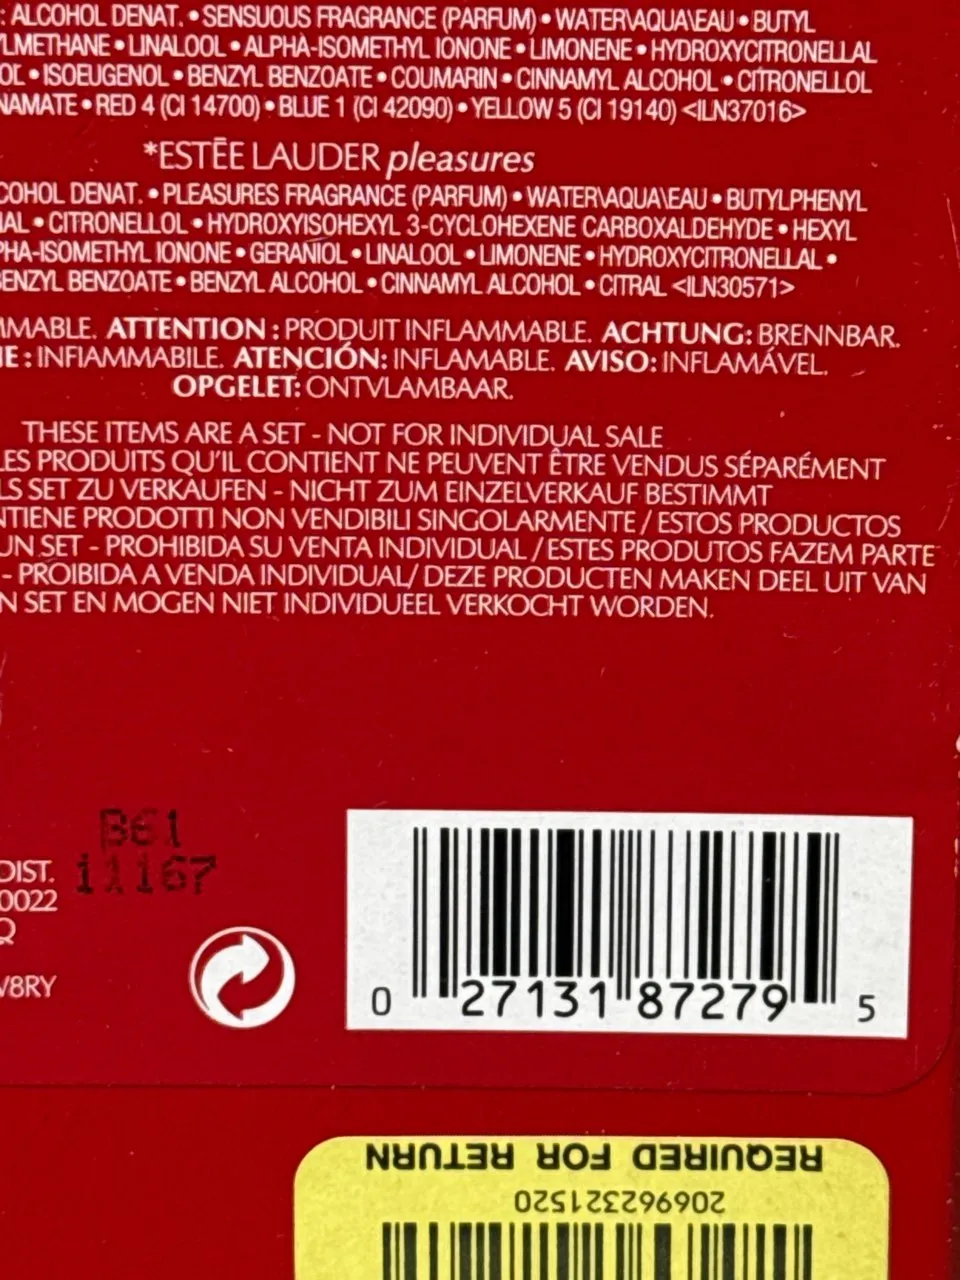 : ALCOHOL DENAT. • SENSUOUS FRAGRANCE (PARFUM) • WATER\AQUA\EAU • BUTYL
YLMETHANE • LINALOOL • ALPHA-ISOMETHYL IONONE • LIMONENE • HYDROXYCITRONELLAL
OL • ISOEUGENOL • BENZYL BENZOATE • COUMARIN • CINNAMYL ALCOHOL • CITRONELLOL
NAMATE • RED 4 (CI 14700) • BLUE 1 (CI 42090) • YELLOW 5 (CI 19140) <ILN37016>
*ESTĒE LAUDER pleasures
COHOL DENAT. • PLEASURES FRAGRANCE (PARFUM) • WATER\AQUA\EAU • BUTYLPHENYL
NAL • CITRONELLOL • HYDROXYISOHEXYL 3-CYCLOHEXENE CARBOXALDEHYDE • HEXYL
PHA-ISOMETHYL IONONE • GERANIOL • LINALOOL • LIMONENE • HYDROXYCITRONELLAL •
BENZYL BENZOATE • BENZYL ALCOHOL • CINNAMYL ALCOHOL • CITRAL <ILN30571>
MMABLE. ATTENTION : PRODUIT INFLAMMABLE. ACHTUNG: BRENNBAR.
NE : INFIAMMABILE. ATENCIÓN: INFLAMABLE. AVISO: INFLAMÁVEL.
OPGELET: ONTVLAMBAAR.
THESE ITEMS ARE A SET - NOT FOR INDIVIDUAL SALE
LES PRODUITS QU'IL CONTIENT NE PEUVENT ÊTRE VENDUS SÉPARÉMENT
LS SET ZU VERKAUFEN - NICHT ZUM EINZELVERKAUF BESTIMMT
NTIENE PRODOTTI NON VENDIBILI SINGOLARMENTE / ESTOS PRODUCTOS
UN SET - PROHIBIDA SU VENTA INDIVIDUAL / ESTES PRODUTOS FAZEM PARTE
- PROIBIDA A VENDA INDIVIDUAL/ DEZE PRODUCTEN MAKEN DEEL UIT VAN
N SET EN MOGEN NIET INDIVIDUEEL VERKOCHT WORDEN.
B61
11167
DIST.
0022
Q
V8RY
0 27131 87279 5
REQUIRED FOR RETURN
206962321520